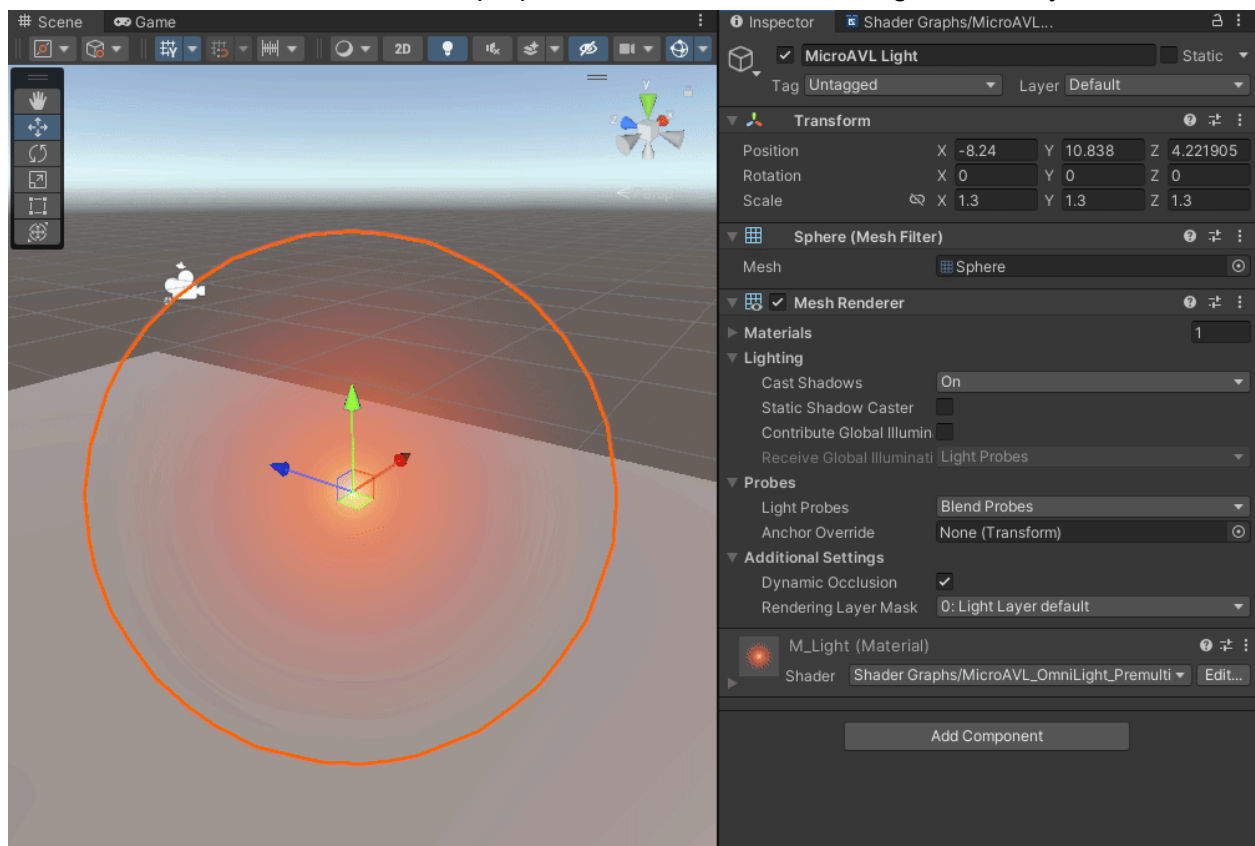 Scene Game
2D
y
z
Persp
Inspector Shader Graphs/MicroAVL...
MicroAVL Light Static
Tag Untagged Layer Default
Transform
Position X -8.24 Y 10.838 Z 4.221905
Rotation X 0 Y 0 Z 0
Scale X 1.3 Y 1.3 Z 1.3
Sphere (Mesh Filter)
Mesh Sphere
Mesh Renderer
Materials 1
Lighting
Cast Shadows On
Static Shadow Caster
Contribute Global Illumin
Receive Global Illuminati Light Probes
Probes
Light Probes Blend Probes
Anchor Override None (Transform)
Additional Settings
Dynamic Occlusion
Rendering Layer Mask 0: Light Layer default
M_Light (Material)
Shader Shader Graphs/MicroAVL_OmniLight_Premulti Edit...
Add Component